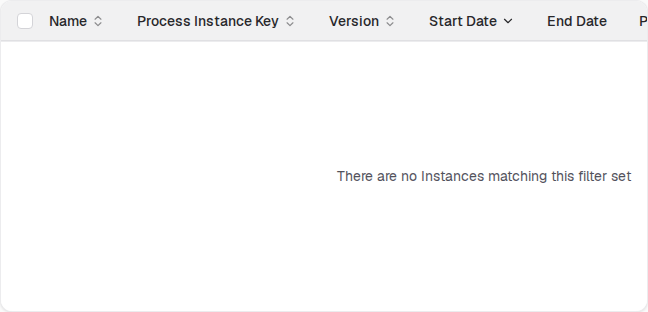 Name Process Instance Key Version Start Date End Date P
There are no Instances matching this filter set